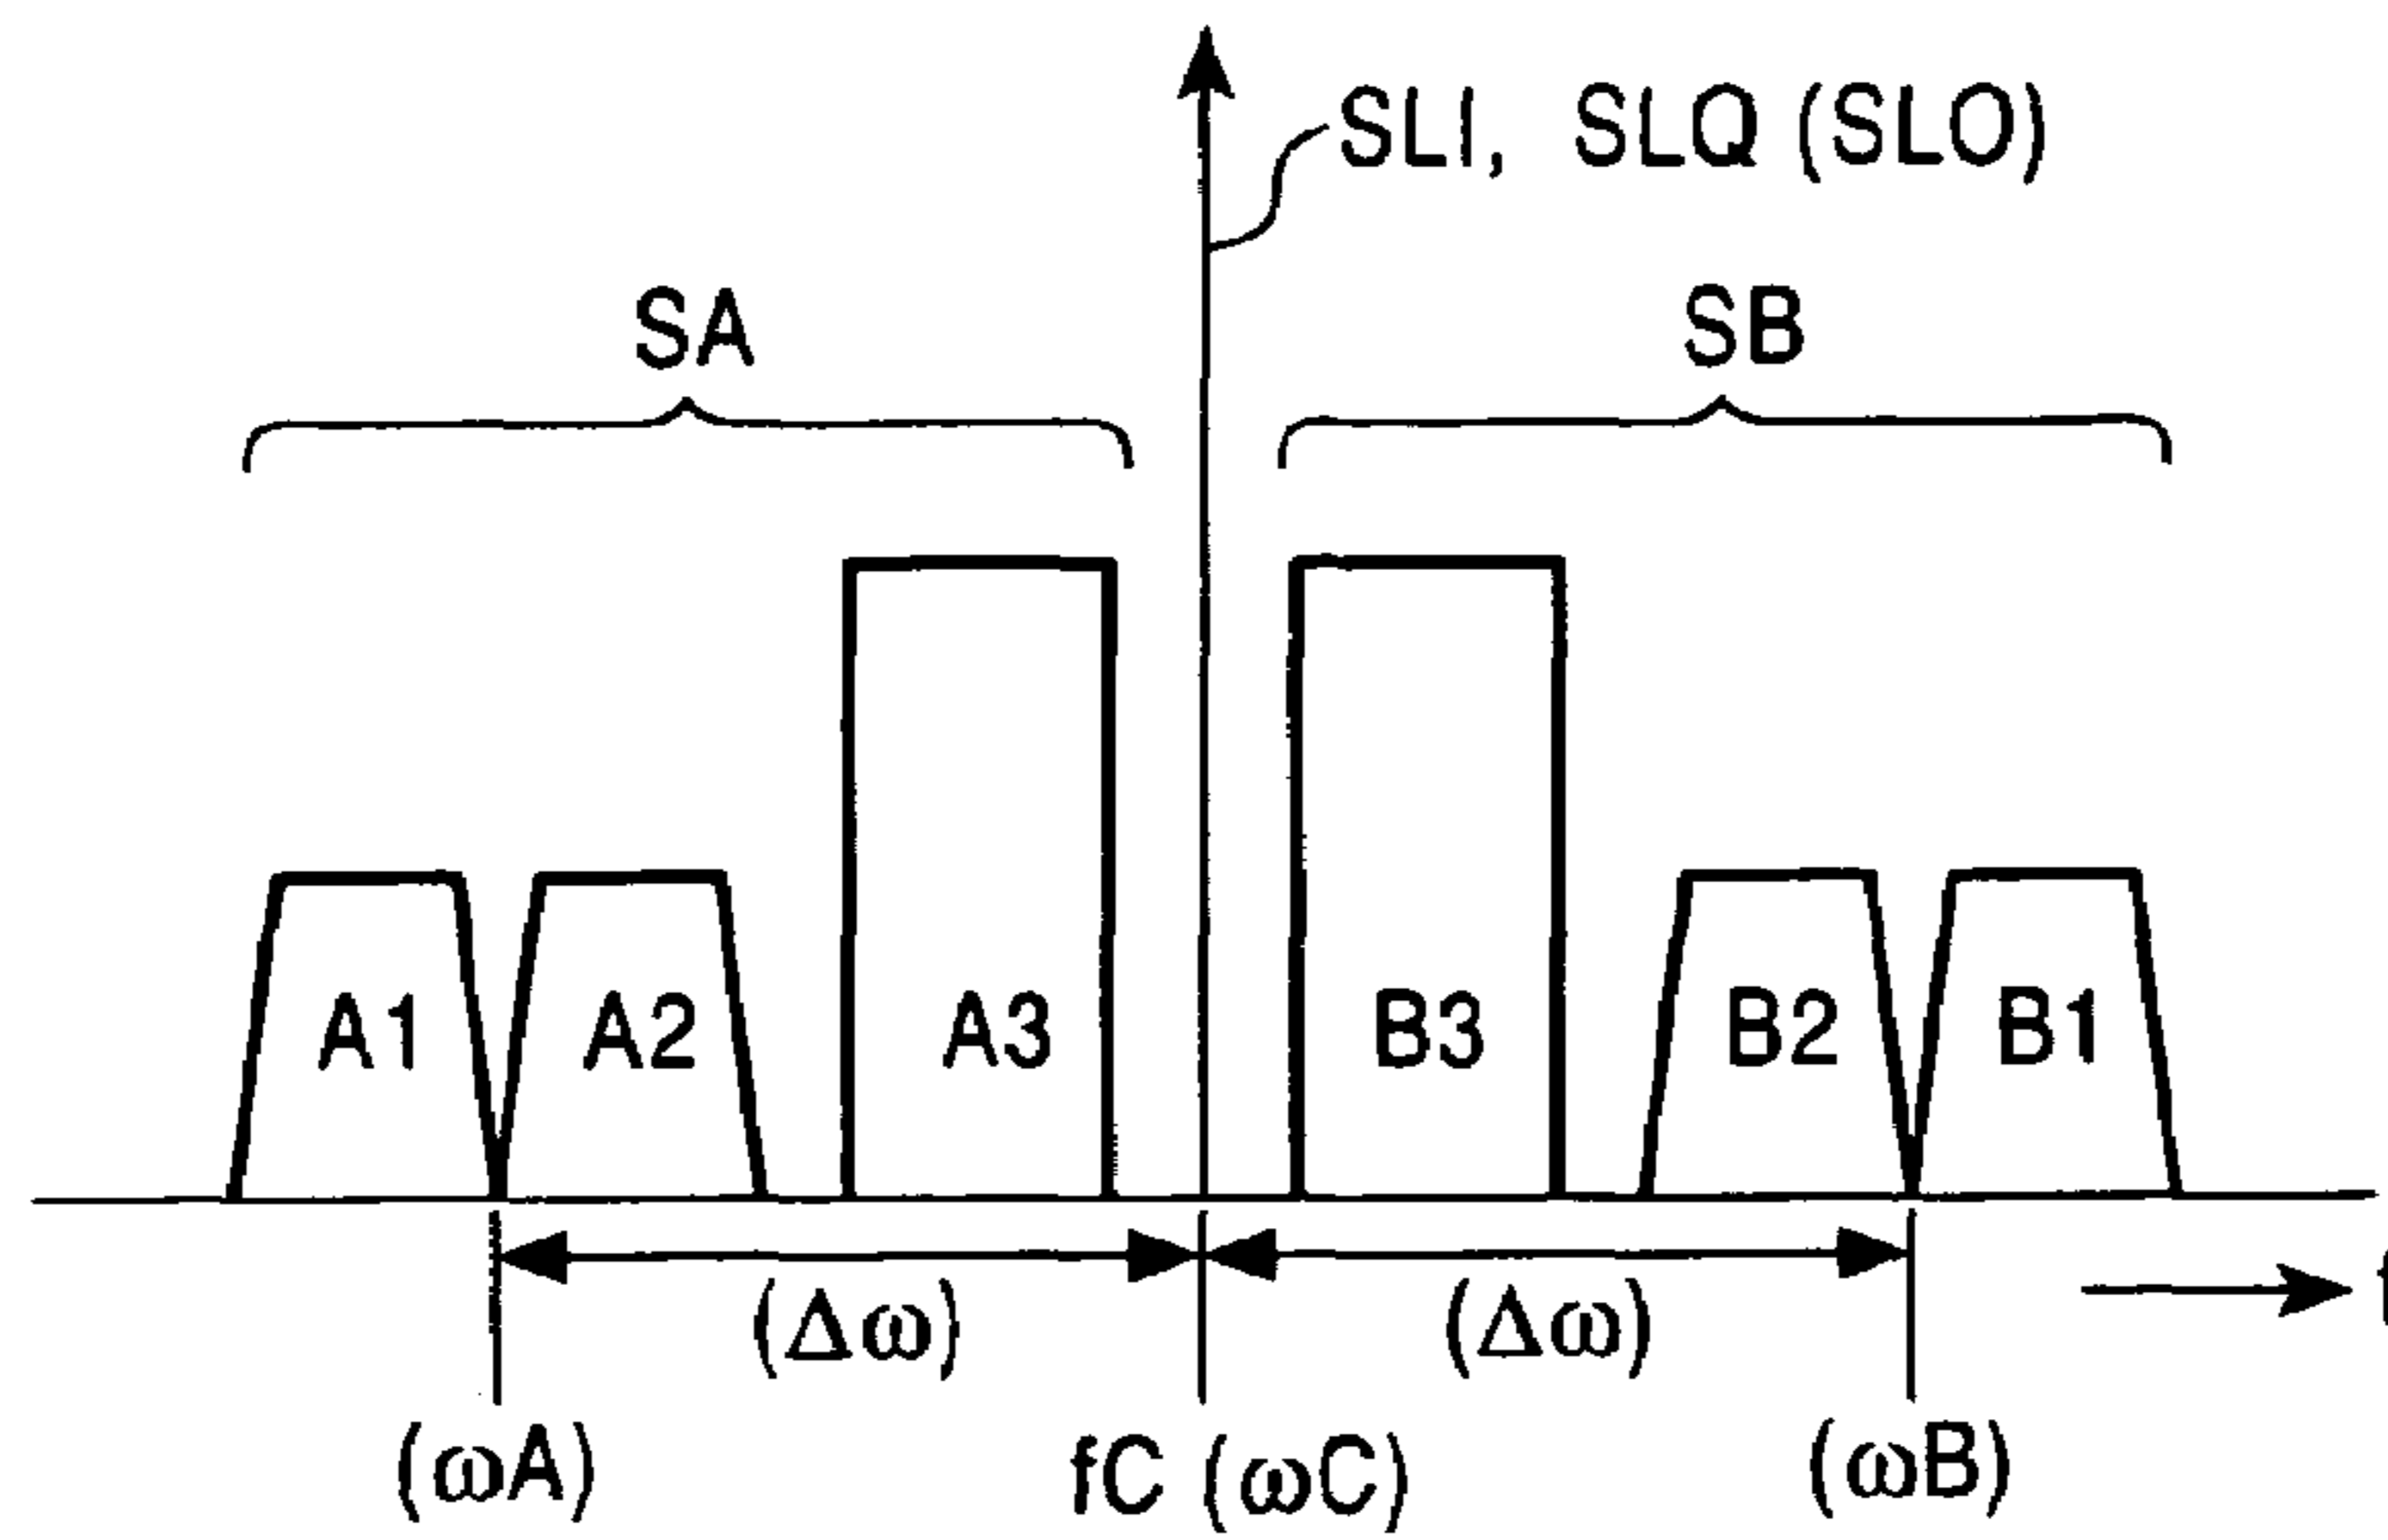 SLI, SLQ (SLO)
SA
SB
A1
A2
A3
B3
B2
B1
(Δω)
(Δω)
f
(ωA)
fC (ωC)
(ωB)